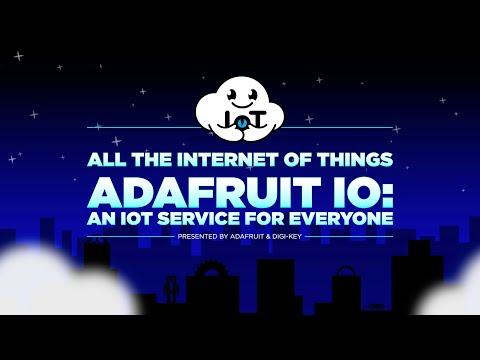 IoT
ALL THE INTERNET OF THINGS
ADAFRUIT IO:
AN IOT SERVICE FOR EVERYONE
PRESENTED BY ADAFRUIT & DIGI-KEY